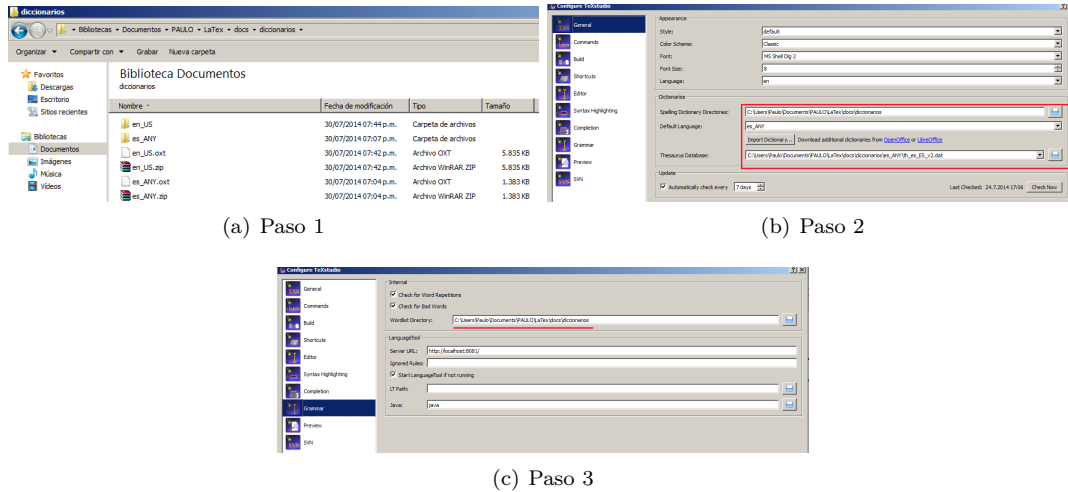 diccionarios
Bibliotecas ▸ Documentos ▸ PAULO ▸ LaTex ▸ docs ▸ diccionarios
Organizar Compartir con Grabar Nueva carpeta
Favoritos
Descargas
Escritorio
Sitios recientes
Bibliotecas
Documentos
Imágenes
Música
Vídeos
Biblioteca Documentos
diccionarios
Nombre Fecha de modificación Tipo Tamaño
en_US 30/07/2014 07:44 p.m. Carpeta de archivos
es_ANY 30/07/2014 07:07 p.m. Carpeta de archivos
en_US.oxt 30/07/2014 07:42 p.m. Archivo OXT 5.835 KB
en_US.zip 30/07/2014 07:42 p.m. Archivo WinRAR ZIP 5.835 KB
es_ANY.oxt 30/07/2014 07:04 p.m. Archivo OXT 1.383 KB
es_ANY.zip 30/07/2014 07:04 p.m. Archivo WinRAR ZIP 1.383 KB
(a) Paso 1
Configure TeXstudio
General
Commands
Build
Shortcuts
Editor
Syntax Highlighting
Completion
Grammar
Preview
SVN
Appearance
Style: default
Color Scheme: Classic
Font: MS Shell Dlg 2
Font Size: 8
Language: en
Dictionaries
Spelling Dictionary Directories: C:\Users\Paulo\Documents\PAULO\LaTex\docs\diccionarios
Default Language: es_ANY
Import Dictionary... Download additional dictionaries from OpenOffice or LibreOffice
Thesaurus Database: C:\Users\Paulo\Documents\PAULO\LaTex\docs\diccionarios\es_ANY\th_es_ES_v2.dat
Update
Automatically check every 7 days Last Checked: 24.7.2014 17:06 Check Now
(b) Paso 2
Configure TeXstudio
General
Commands
Build
Shortcuts
Editor
Syntax Highlighting
Completion
Grammar
Preview
SVN
Internal
Check for Word Repetitions
Check for Bad Words
Wordlist Directory: C:\Users\Paulo\Documents\PAULO\LaTex\docs\diccionarios
LanguageTool
Server URL: http://localhost:8081/
Ignored Rules:
Start LanguageTool if not running
LT Path:
Java: java
(c) Paso 3